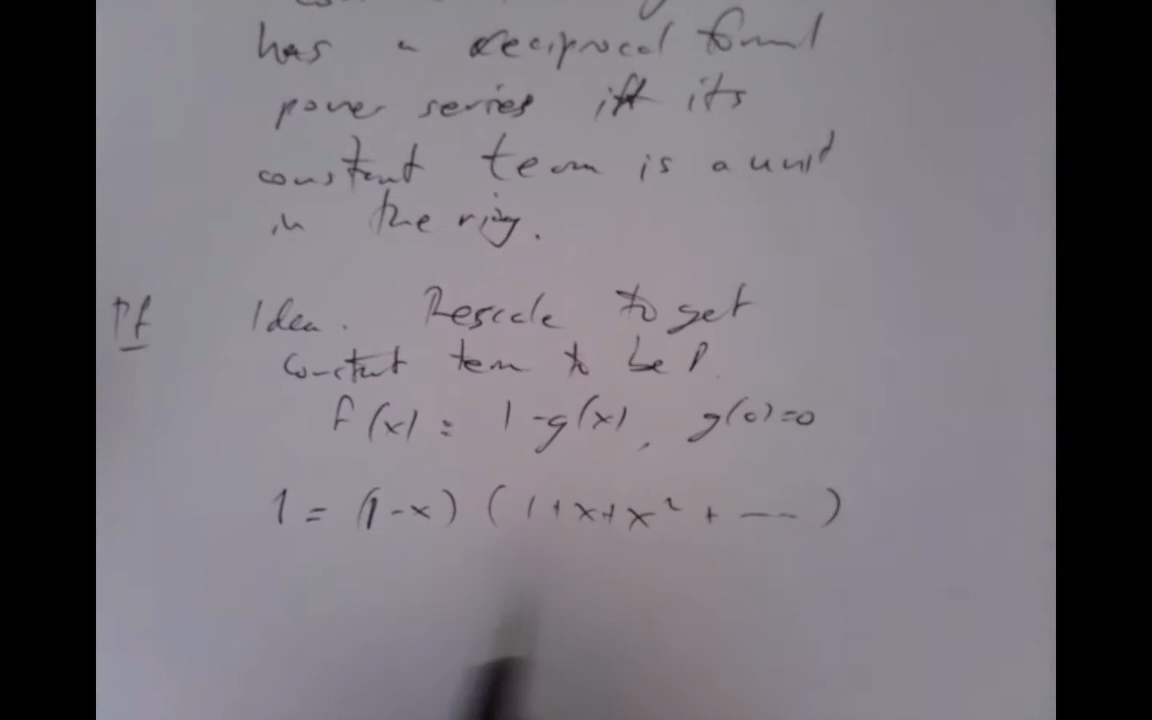 has a reciprocal formal
power series iff its
constant term is a unit
in the ring.
Pf Idea. Rescale to get
constant term to be 1.
f(x) = 1-g(x), g(0)=0
1 = (1-x) (1+x+x² + ---- )